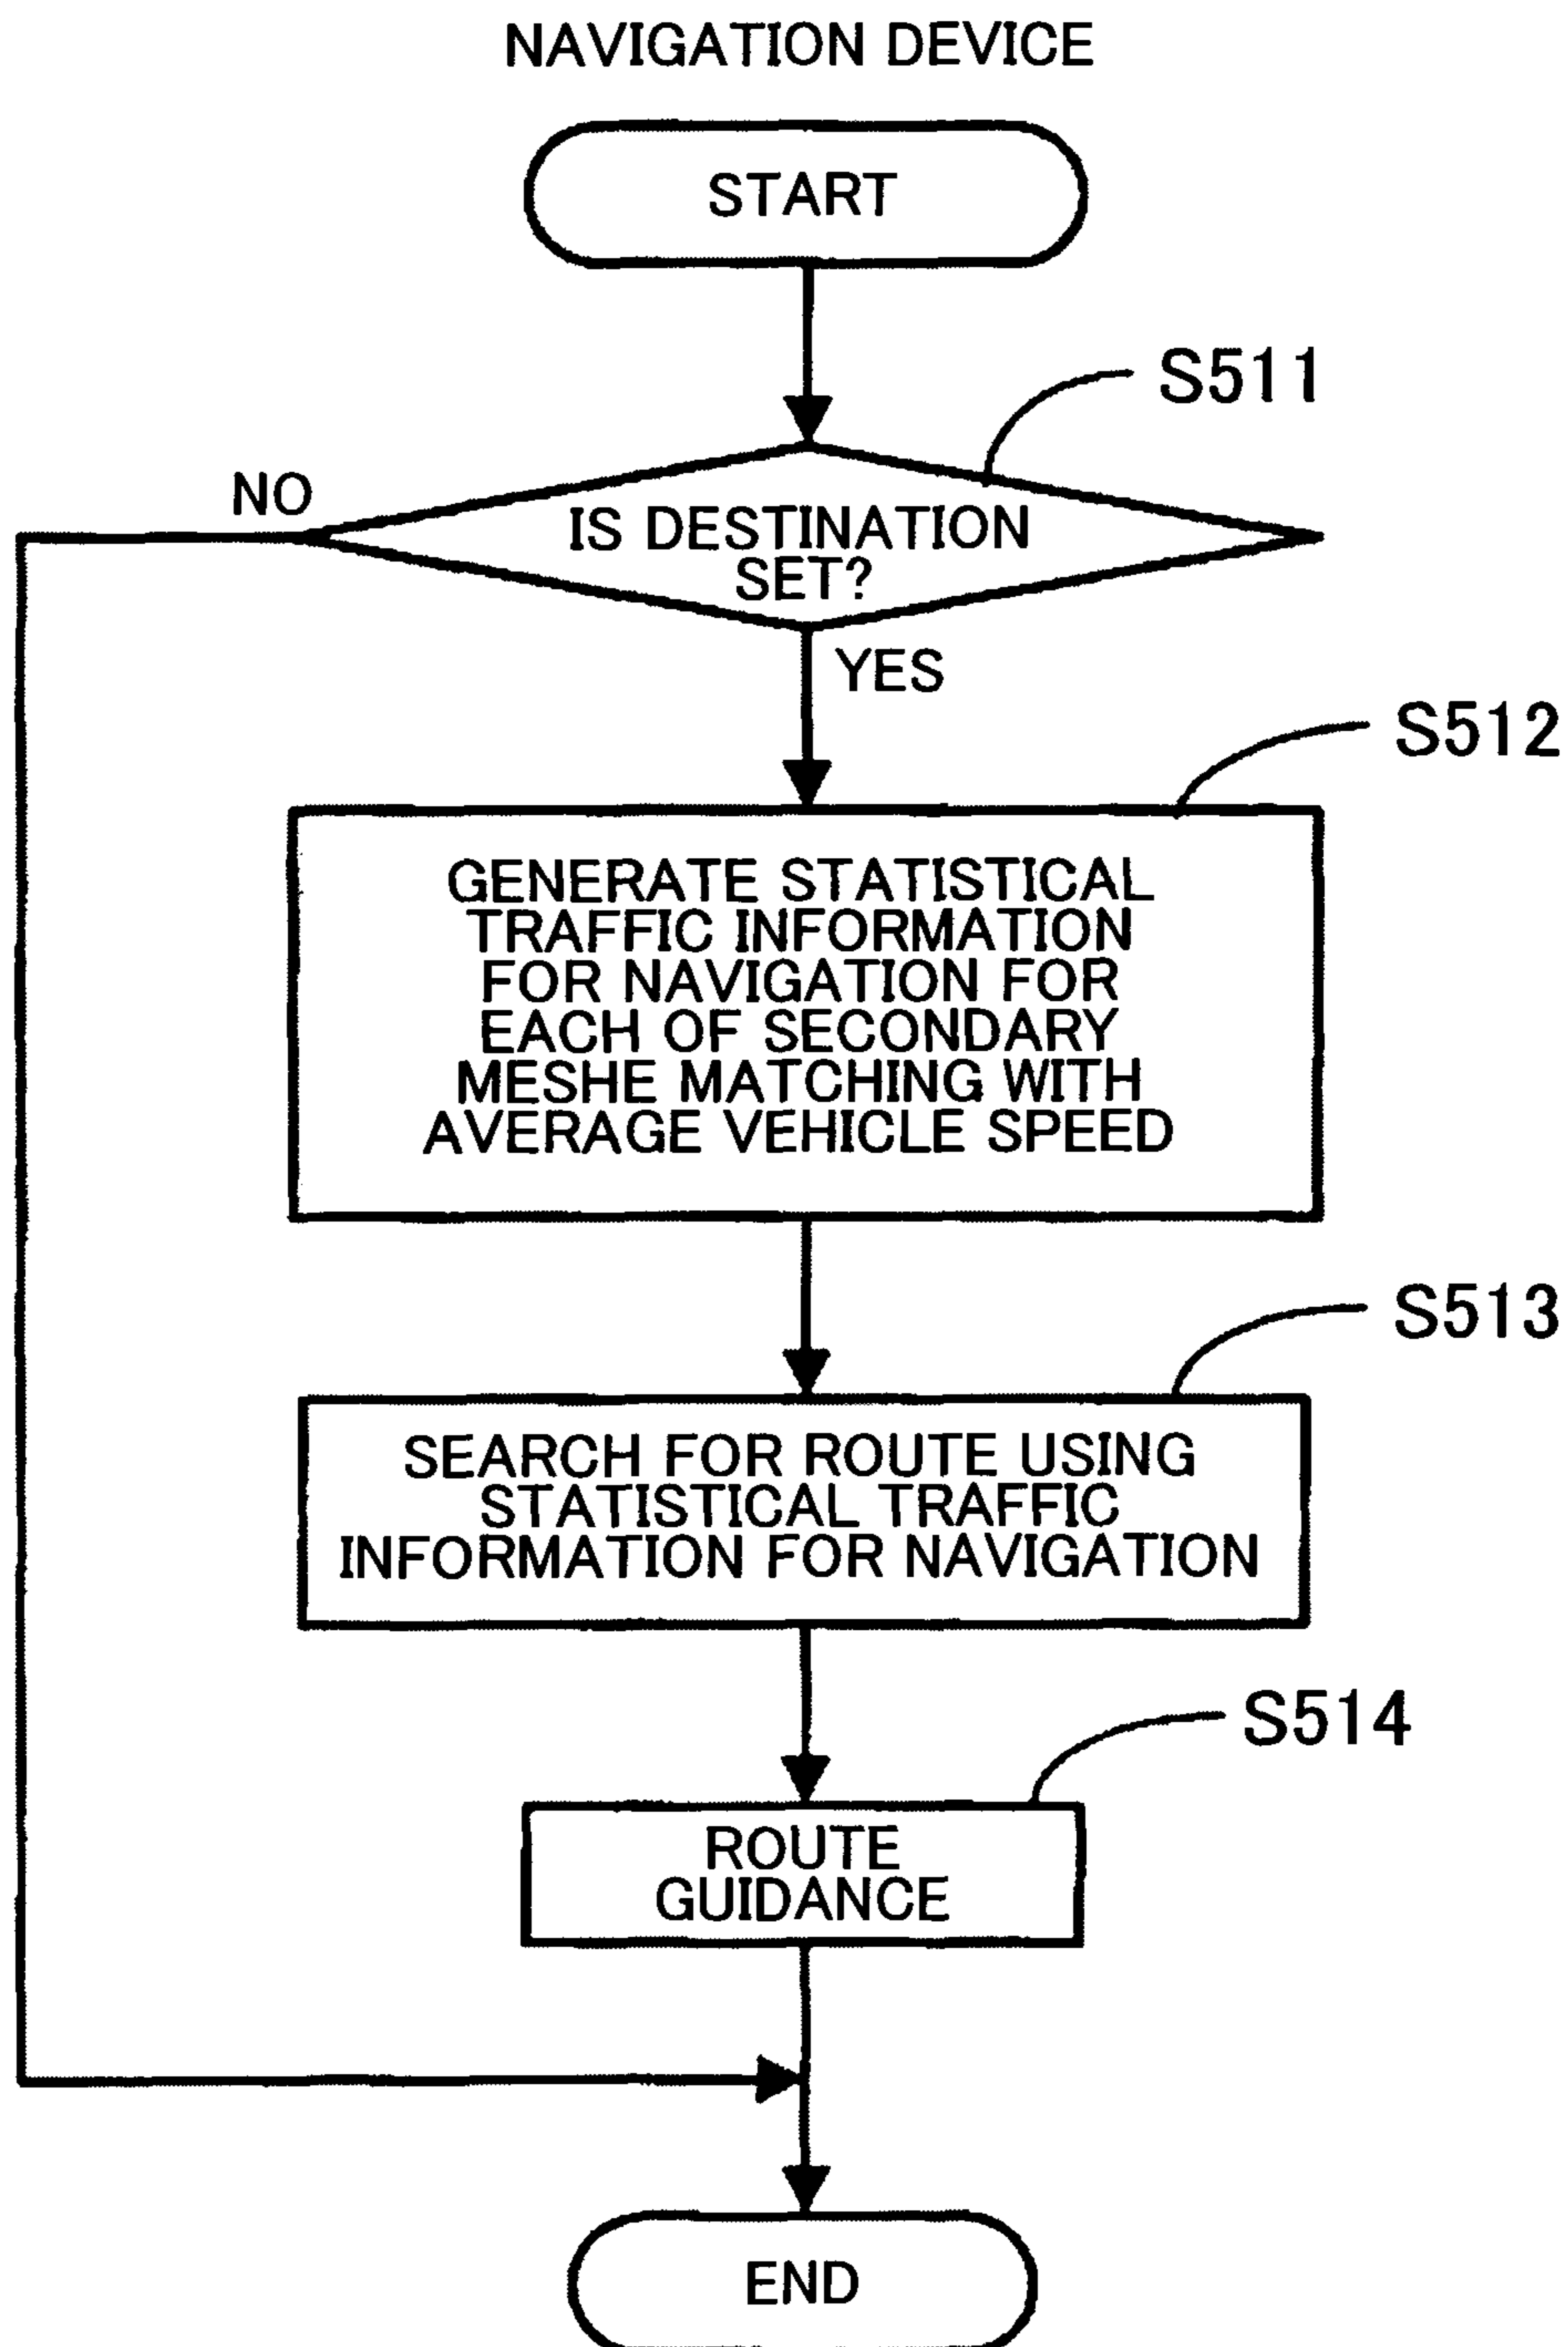 NAVIGATION DEVICE
START
S511
NO
IS DESTINATION
SET?
YES
S512
GENERATE STATISTICAL
TRAFFIC INFORMATION
FOR NAVIGATION FOR
EACH OF SECONDARY
MESHE MATCHING WITH
AVERAGE VEHICLE SPEED
S513
SEARCH FOR ROUTE USING
STATISTICAL TRAFFIC
INFORMATION FOR NAVIGATION
S514
ROUTE
GUIDANCE
END